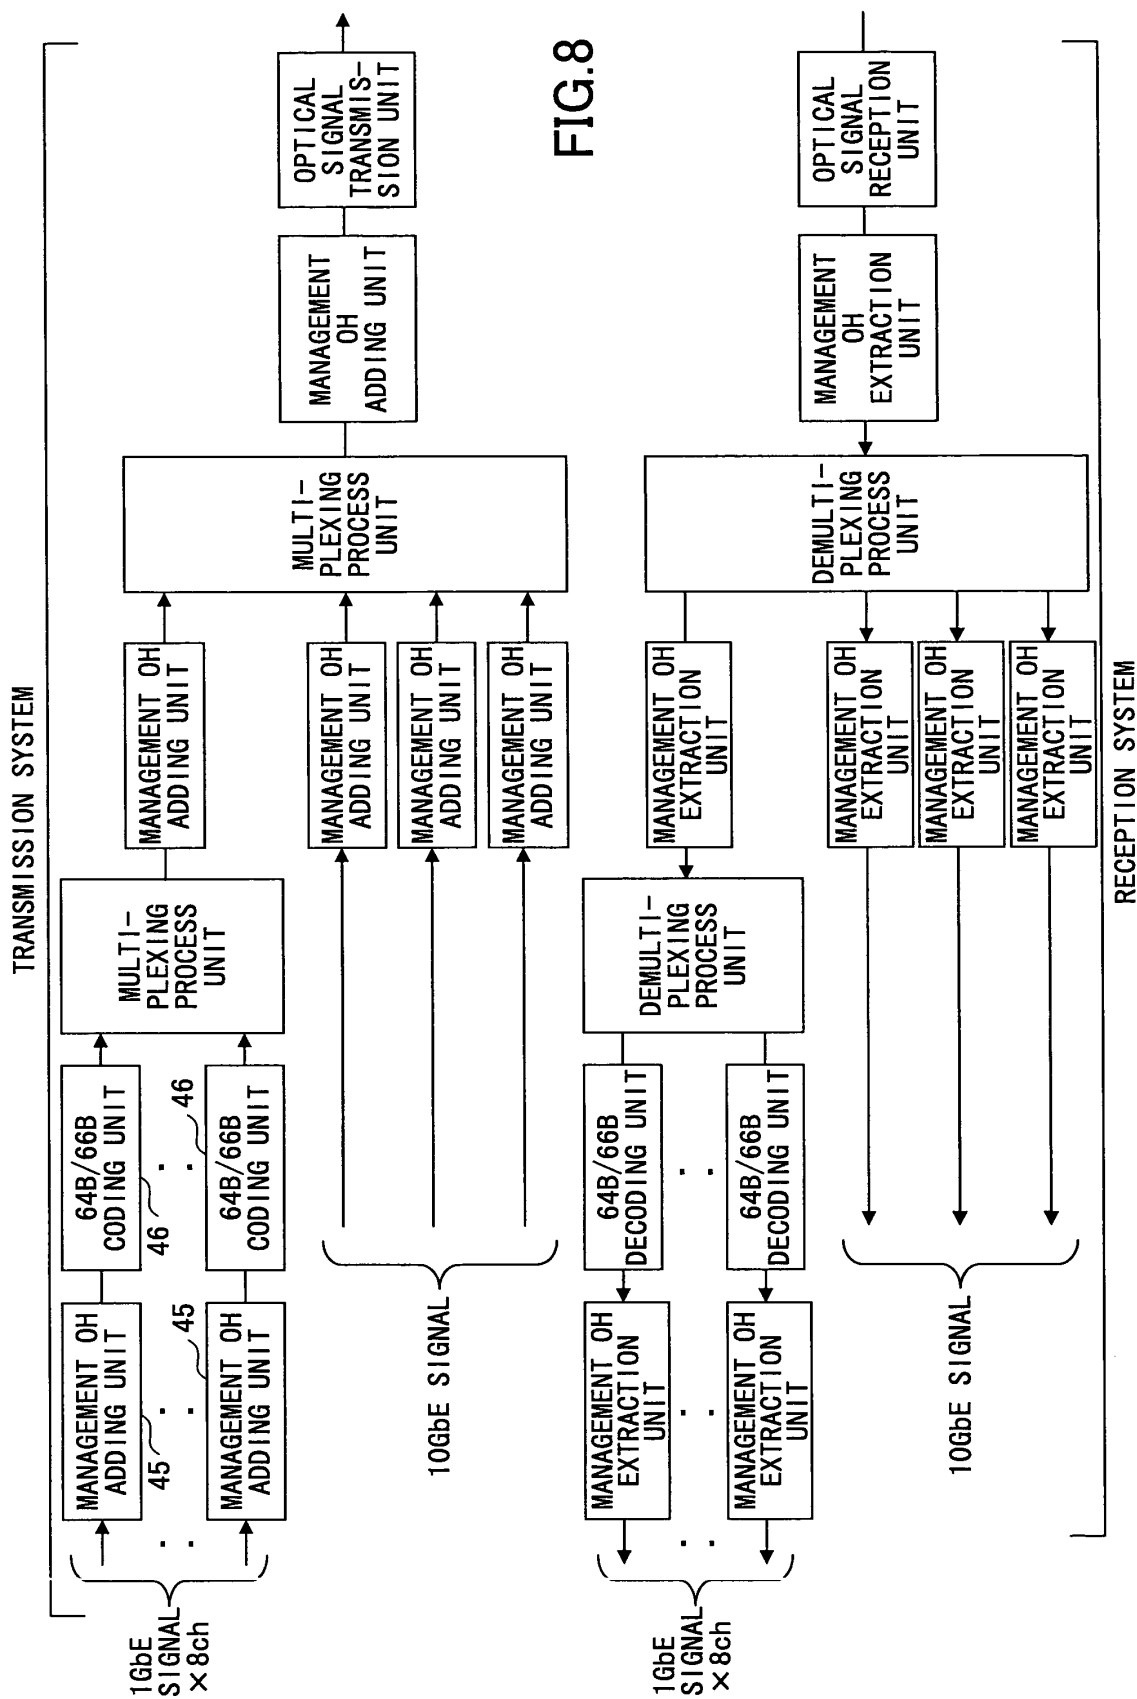 FIG.8
TRANSMISSION SYSTEM
1GbE
SIGNAL
×8ch
MANAGEMENT OH
ADDING UNIT
45
MANAGEMENT OH
ADDING UNIT
45
64B/66B
CODING UNIT
46
64B/66B
CODING UNIT
46
MULTI-
PLEXING
PROCESS
UNIT
MANAGEMENT OH
ADDING UNIT
10GbE SIGNAL
MANAGEMENT OH
ADDING UNIT
MANAGEMENT OH
ADDING UNIT
MANAGEMENT OH
ADDING UNIT
MULTI-
PLEXING
PROCESS
UNIT
MANAGEMENT
OH
ADDING UNIT
OPTICAL
SIGNAL
TRANSMIS-
SION UNIT
1GbE
SIGNAL
×8ch
MANAGEMENT OH
EXTRACTION
UNIT
MANAGEMENT OH
EXTRACTION
UNIT
64B/66B
DECODING UNIT
64B/66B
DECODING UNIT
DEMULTI-
PLEXING
PROCESS
UNIT
MANAGEMENT OH
EXTRACTION
UNIT
10GbE SIGNAL
MANAGEMENT OH
EXTRACTION
UNIT
MANAGEMENT OH
EXTRACTION
UNIT
MANAGEMENT OH
EXTRACTION
UNIT
DEMULTI-
PLEXING
PROCESS
UNIT
MANAGEMENT
OH
EXTRACTION
UNIT
OPTICAL
SIGNAL
RECEPTION
UNIT
RECEPTION SYSTEM